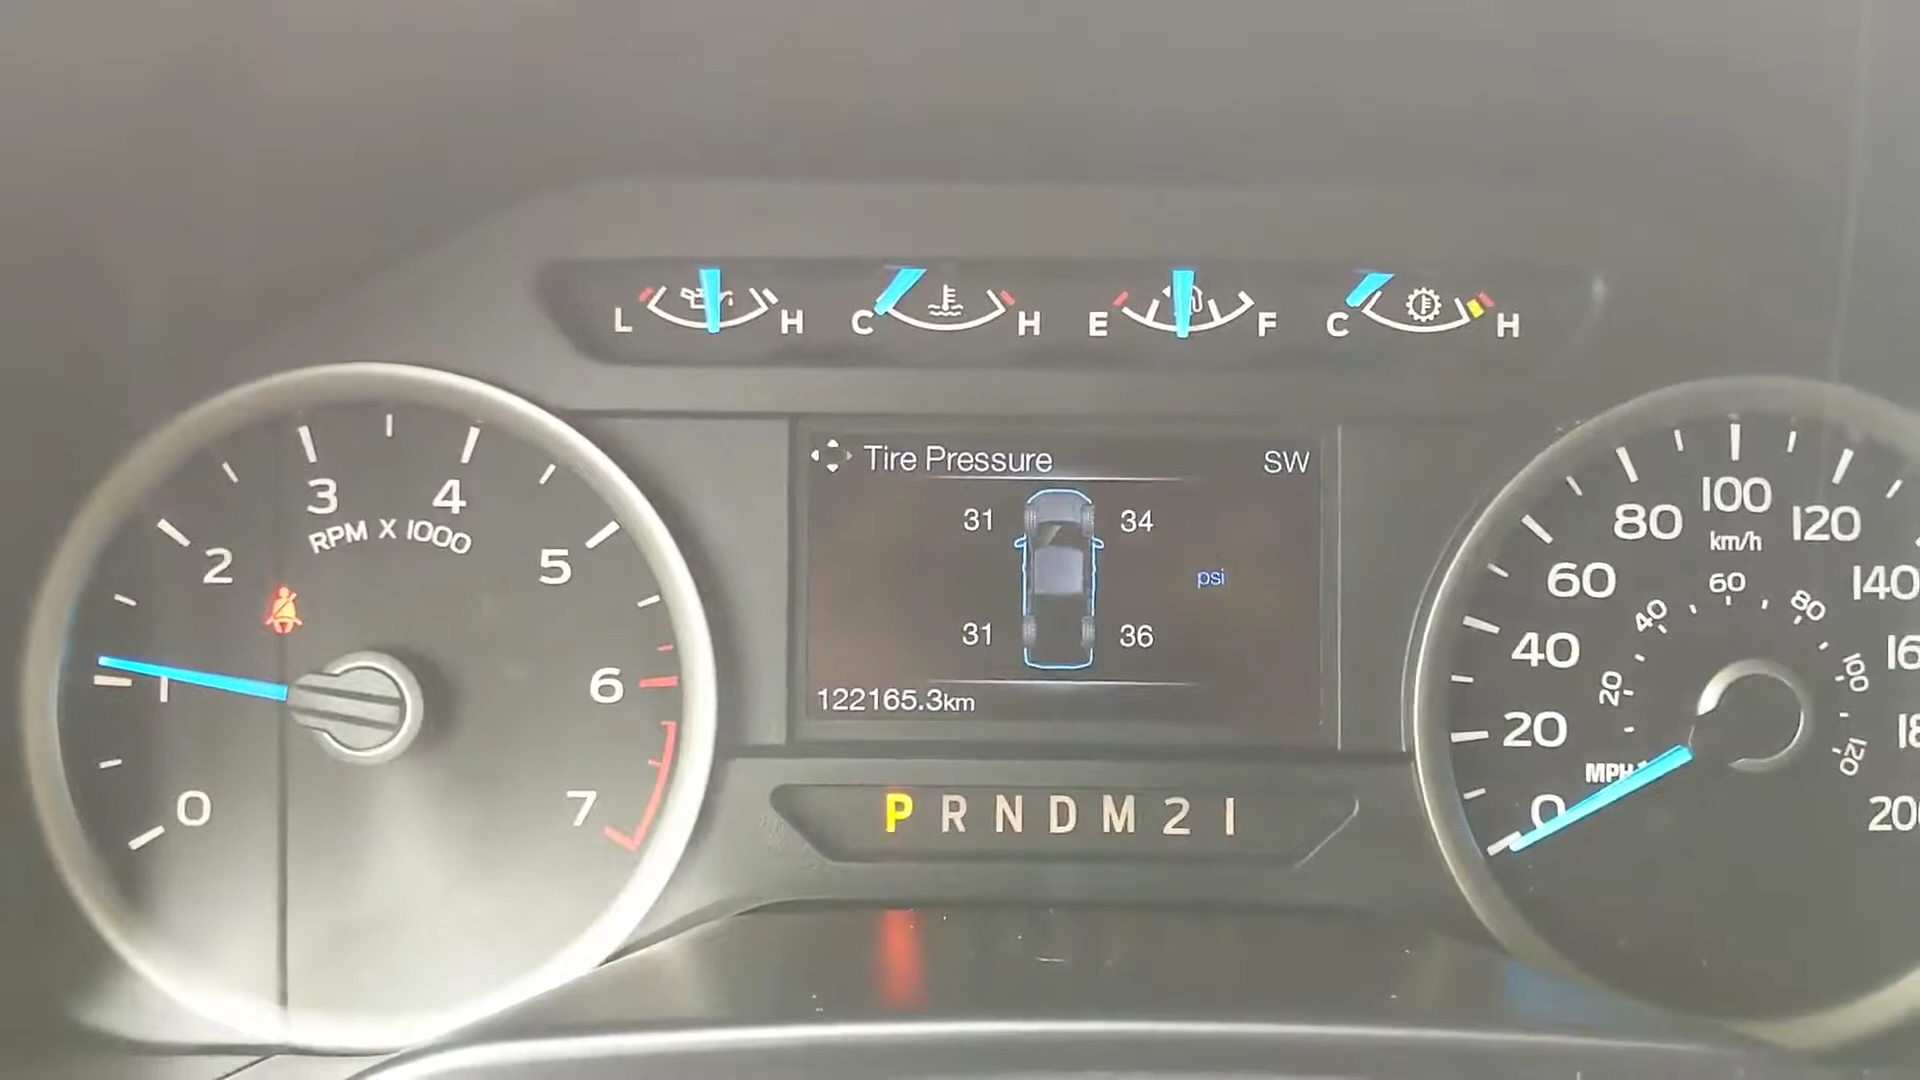 L H C H E F C H
3 4
RPM X 1000
2 5
1 6
0 7
Tire Pressure SW
31 34
psi
31 36
122165.3km
P R N D M 2 1
100
80 120
km/h
60 140
60
40 80
40
20 100
20
120
MPH
0